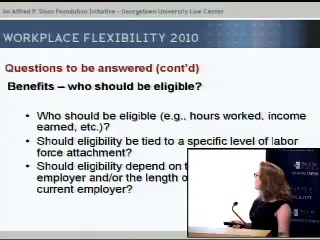 An Alfred P. Sloan Foundation Initiative - Georgetown University Law Center
WORKPLACE FLEXIBILITY 2010
Questions to be answered (cont'd)
Benefits – who should be eligible?
• Who should be eligible (e.g., hours worked, income
earned, etc.)?
• Should eligibility be tied to a specific level of labor
force attachment?
• Should eligibility depend on t
employer and/or the length o
current employer?